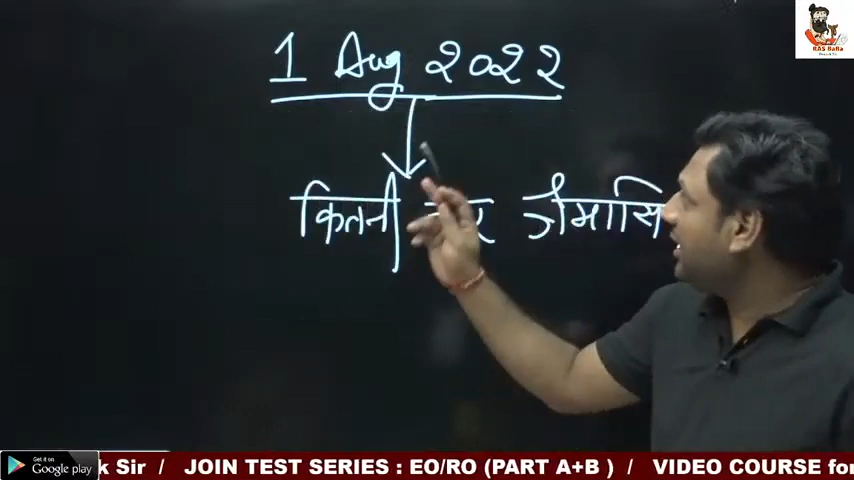 1 Aug 2022
कितनी
RAS BaBa
GET IT ON
Google play
k Sir / JOIN TEST SERIES : EO/RO (PART A+B ) / VIDEO COURSE for